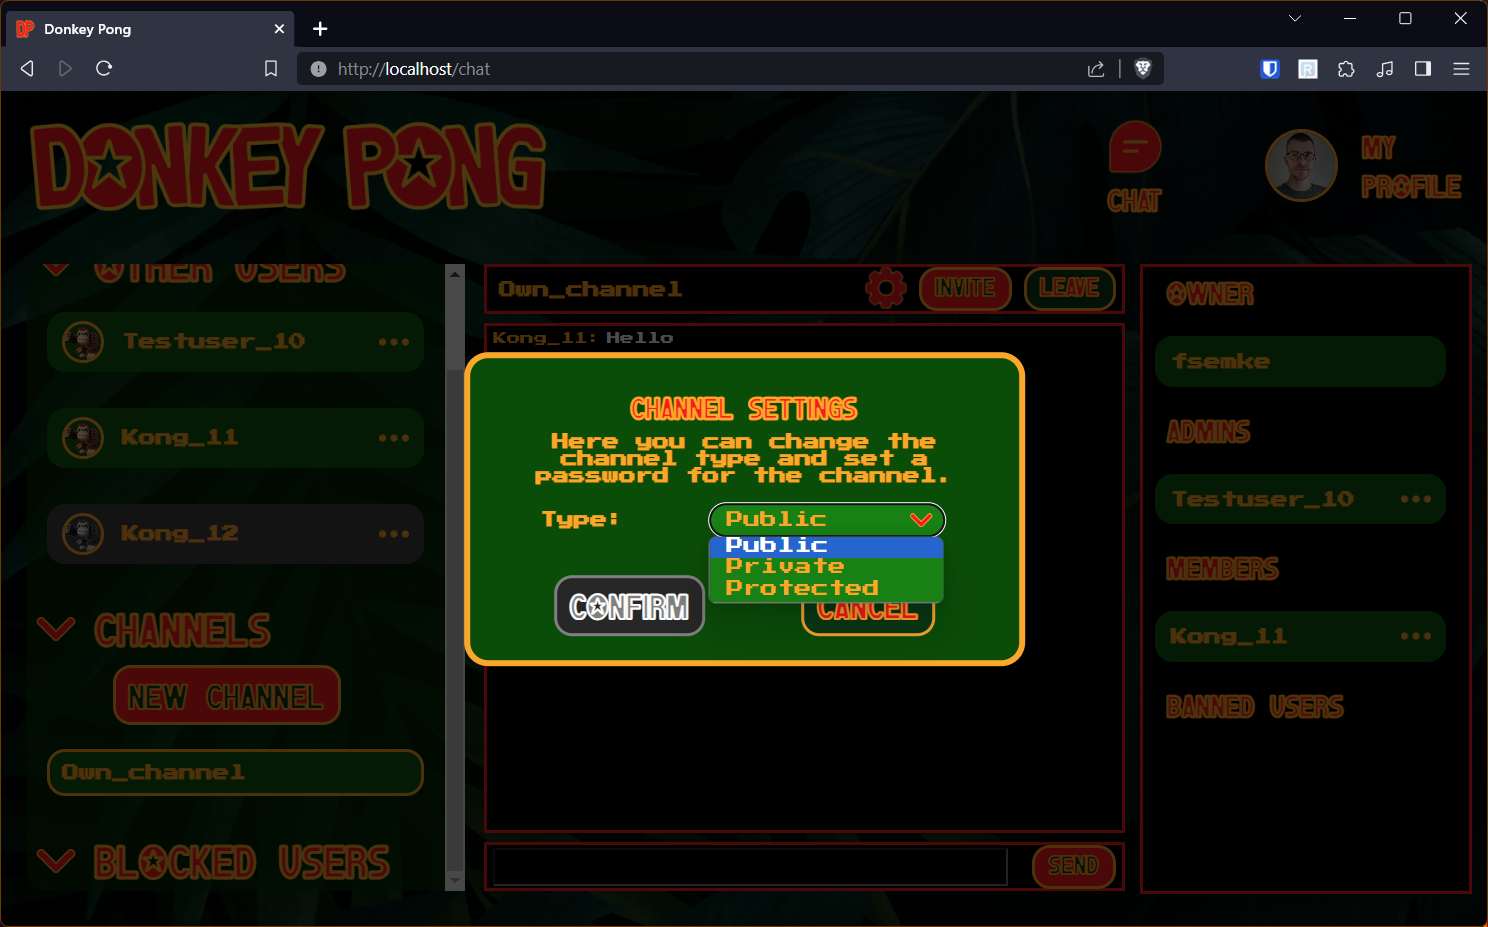 DP Donkey Pong
http://localhost/chat
DONKEY PONG
CHAT
MY
PROFILE
OTHER USERS
Testuser_10
Kong_11
Kong_12
CHANNELS
NEW CHANNEL
Own_channel
BLOCKED USERS
Own_channel
INVITE
LEAVE
Kong_11: Hello
CHANNEL SETTINGS
Here you can change the
channel type and set a
password for the channel.
Type:
Public
Public
Private
Protected
CONFIRM
CANCEL
SEND
OWNER
fsemke
ADMINS
Testuser_10
MEMBERS
Kong_11
BANNED USERS